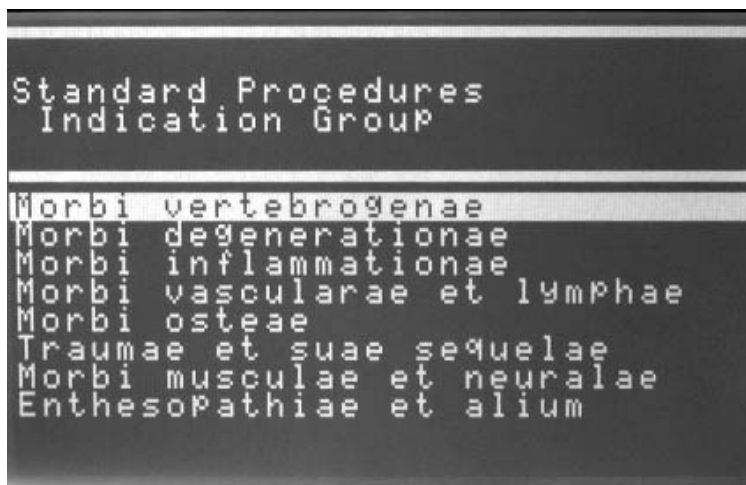 Standard Procedures
Indication Group
Morbi vertebrogenae
Morbi degenerationae
Morbi inflammationae
Morbi vascularae et lymphae
Morbi osteae
Traumae et suae sequelae
Morbi musculae et neuralae
Enthesopathiae et alium